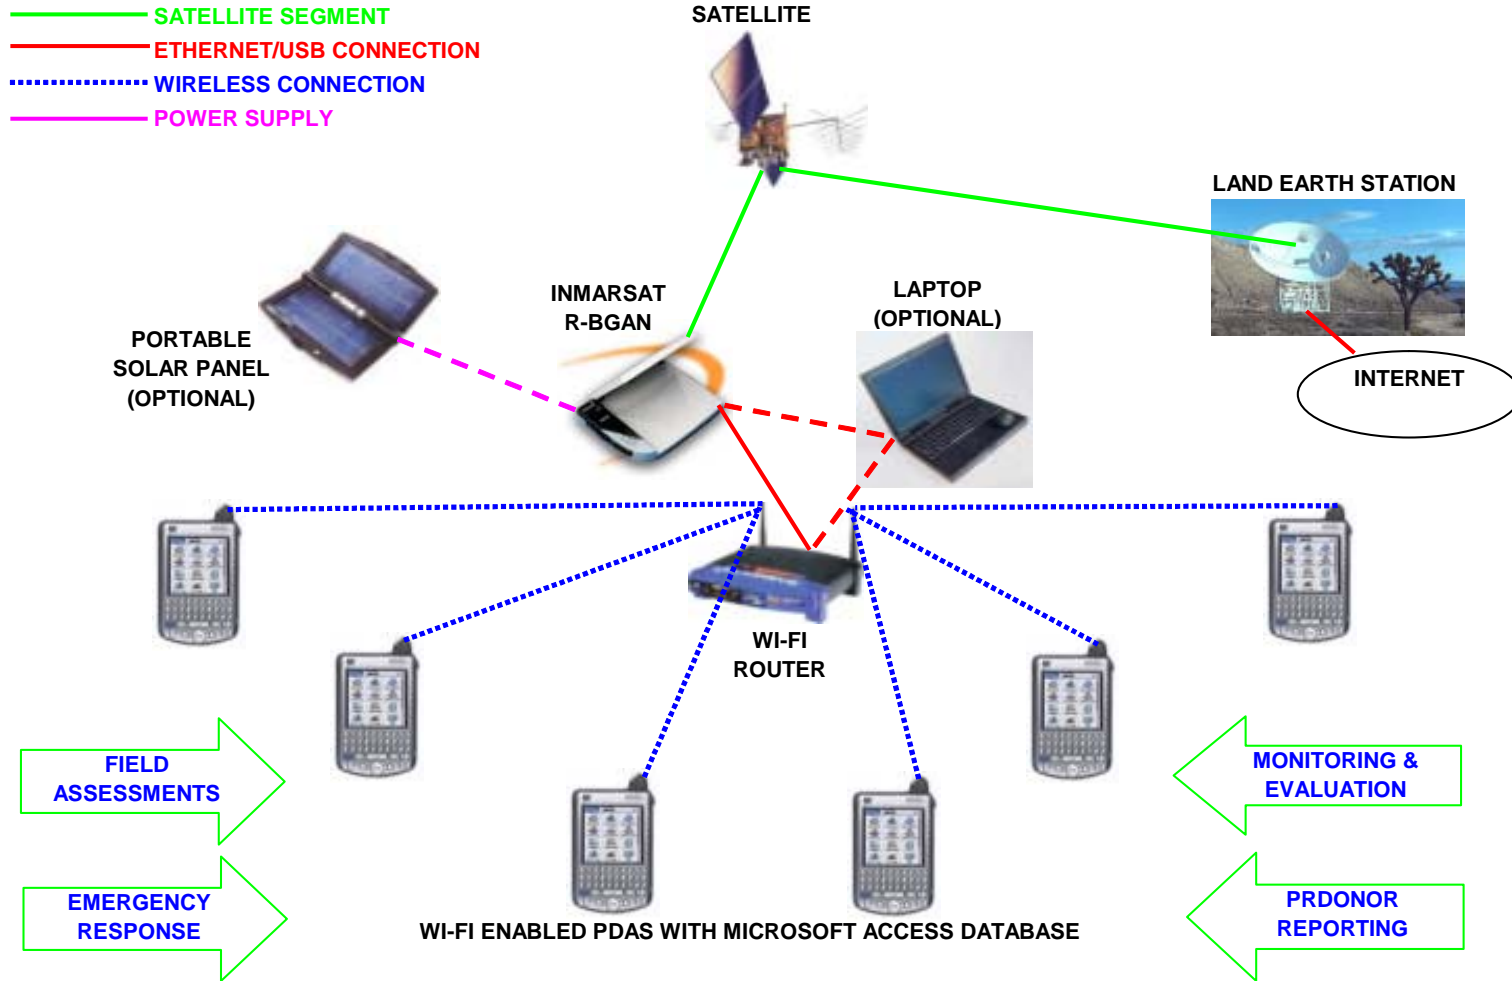 SATELLITE SEGMENT
ETHERNET/USB CONNECTION
WIRELESS CONNECTION
POWER SUPPLY
SATELLITE
LAND EARTH STATION
INTERNET
INMARSAT
R-BGAN
LAPTOP
(OPTIONAL)
PORTABLE
SOLAR PANEL
(OPTIONAL)
WI-FI
ROUTER
FIELD
ASSESSMENTS
MONITORING &
EVALUATION
EMERGENCY
RESPONSE
PRDONOR
REPORTING
WI-FI ENABLED PDAS WITH MICROSOFT ACCESS DATABASE